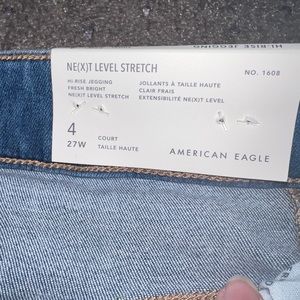 HI-RISE JEGGING
NE(X)T LEVEL STRETCH
NO. 1608
HI-RISE JEGGING
FRESH BRIGHT
NE(X)T LEVEL STRETCH
JOLLANTS À TAILLE HAUTE
CLAIR FRAIS
EXTENSIBILITÉ NE(X)T LEVEL
4
27W
COURT
TAILLE HAUTE
AMERICAN EAGLE